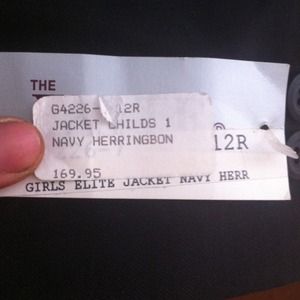 THE
G4226- 12R
JACKET CHILDS 1
NAVY HERRINGBON
12R
169.95
GIRLS ELITE JACKET NAVY HERR